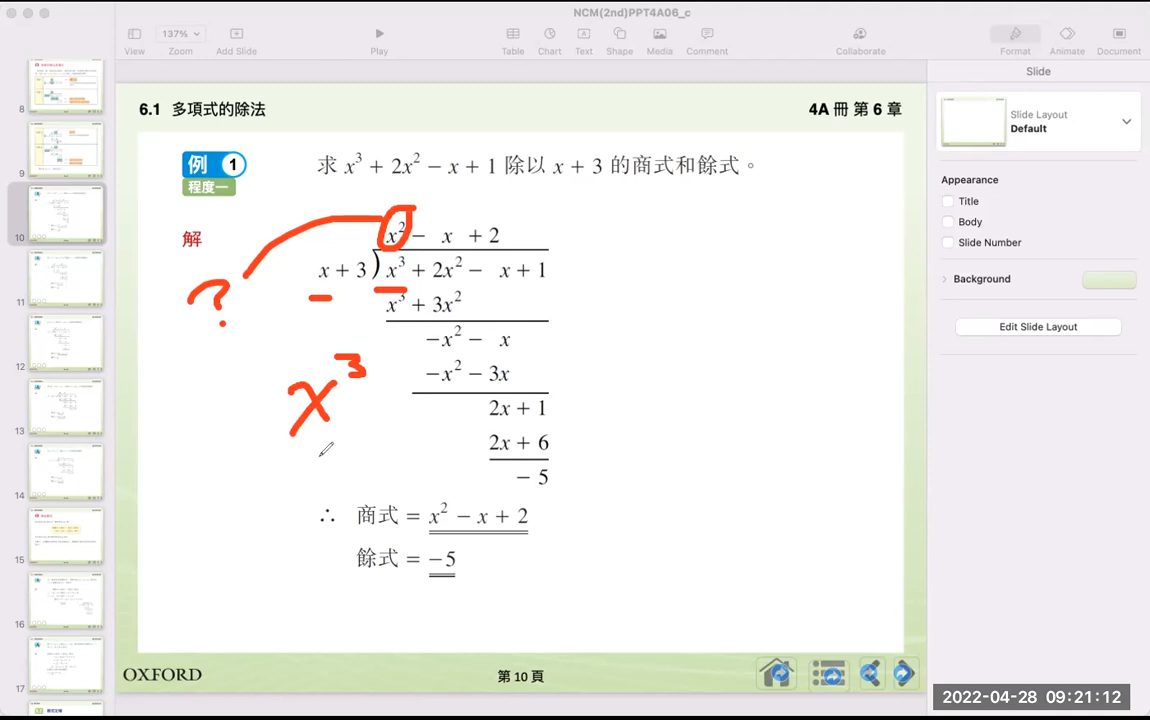 NCM(2nd)PPT4A06_c
137%
View
Zoom
Add Slide
Play
Table
Chart
Text
Shape
Media
Comment
Collaborate
Format
Animate
Document
Slide
Slide Layout
Default
Appearance
Title
Body
Slide Number
Background
Edit Slide Layout
8
9
10
11
12
13
14
15
16
17
6.1 多項式的除法
4A 冊 第 6 章
例 1
程度一
求 x³ + 2x² − x + 1 除以 x + 3 的商式和餘式。
解
x² − x + 2
x + 3 ) x³ + 2x² − x + 1
?
x³ + 3x²
−x² − x
x³
−x² − 3x
2x + 1
2x + 6
− 5
∴ 商式 = x² − x + 2
餘式 = −5
OXFORD
第 10 頁
2022-04-28 09:21:12